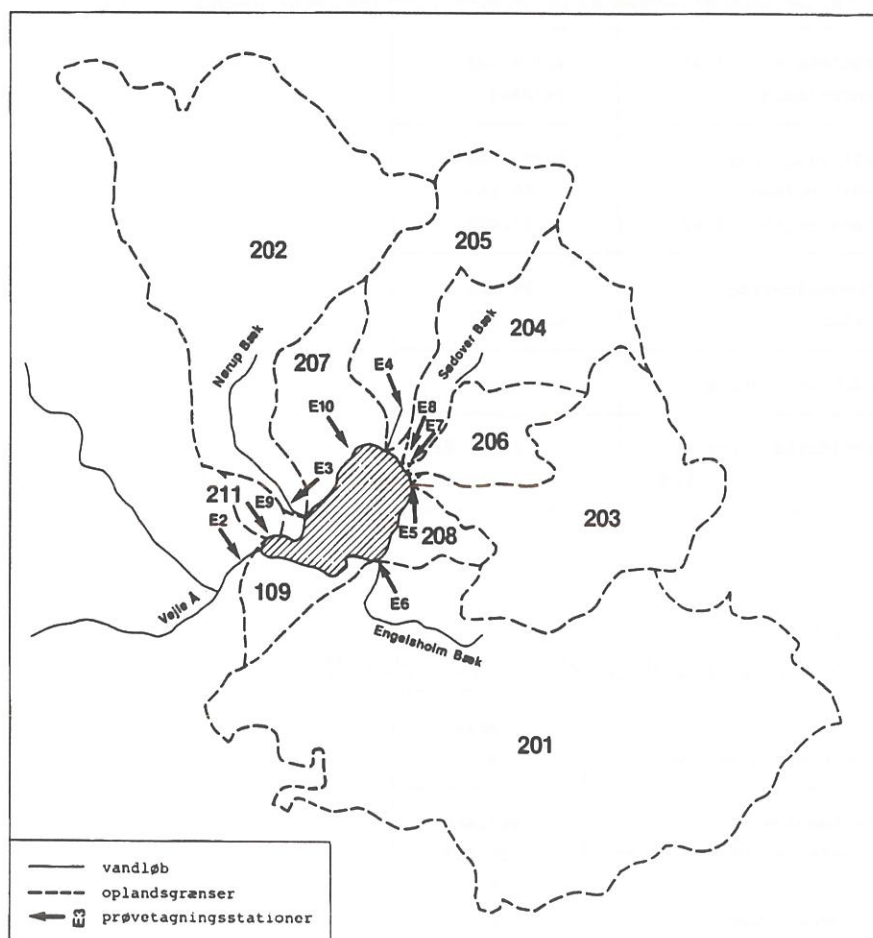 202
205
204
Nørup Bæk
Sødover Bæk
207
E4
E10
E8
E7
206
211
E9
E3
E2
E5
208
203
109
Vejle Å
E6
Engelsholm Bæk
201
vandløb
oplandsgrænser
E3 prøvetagningsstationer